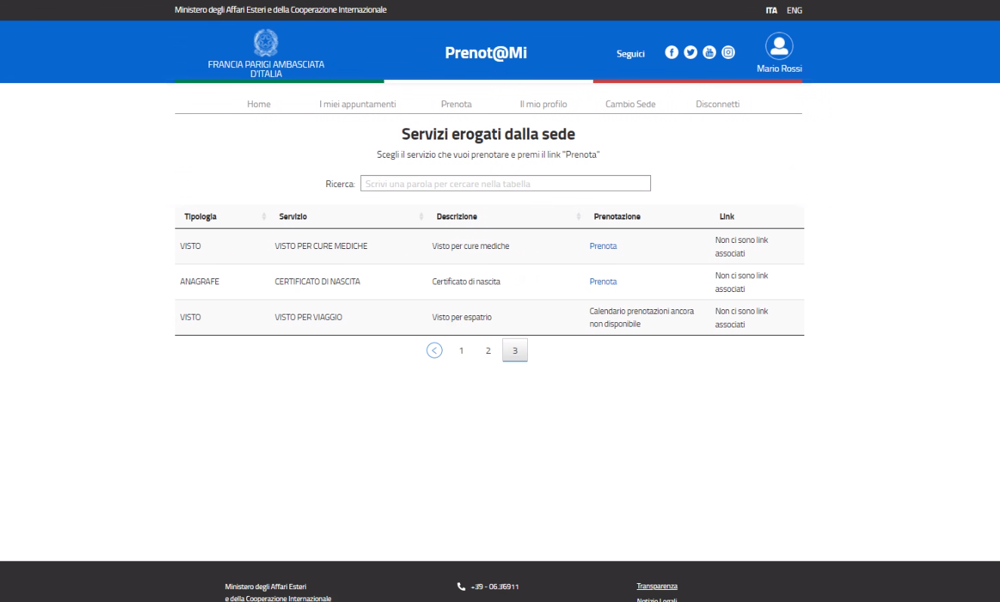 Ministero degli Affari Esteri e della Cooperazione Internazionale
ITA ENG
FRANCIA PARIGI AMBASCIATA
D'ITALIA
Prenot@Mi
Seguici
Mario Rossi
Home I miei appuntamenti Prenota Il mio profilo Cambio Sede Disconnetti
Servizi erogati dalla sede
Scegli il servizio che vuoi prenotare e premi il link "Prenota"
Ricerca: Scrivi una parola per cercare nella tabella
Tipologia Servizio Descrizione Prenotazione Link
VISTO VISTO PER CURE MEDICHE Visto per cure mediche Prenota Non ci sono link
associati
ANAGRAFE CERTIFICATO DI NASCITA Certificato di nascita Prenota Non ci sono link
associati
VISTO VISTO PER VIAGGIO Visto per espatrio Calendario prenotazioni ancora Non ci sono link
non disponibile associati
1 2 3
Ministero degli Affari Esteri +39 - 06.36911 Transparenza
e della Cooperazione Internazionale Notizie Legali